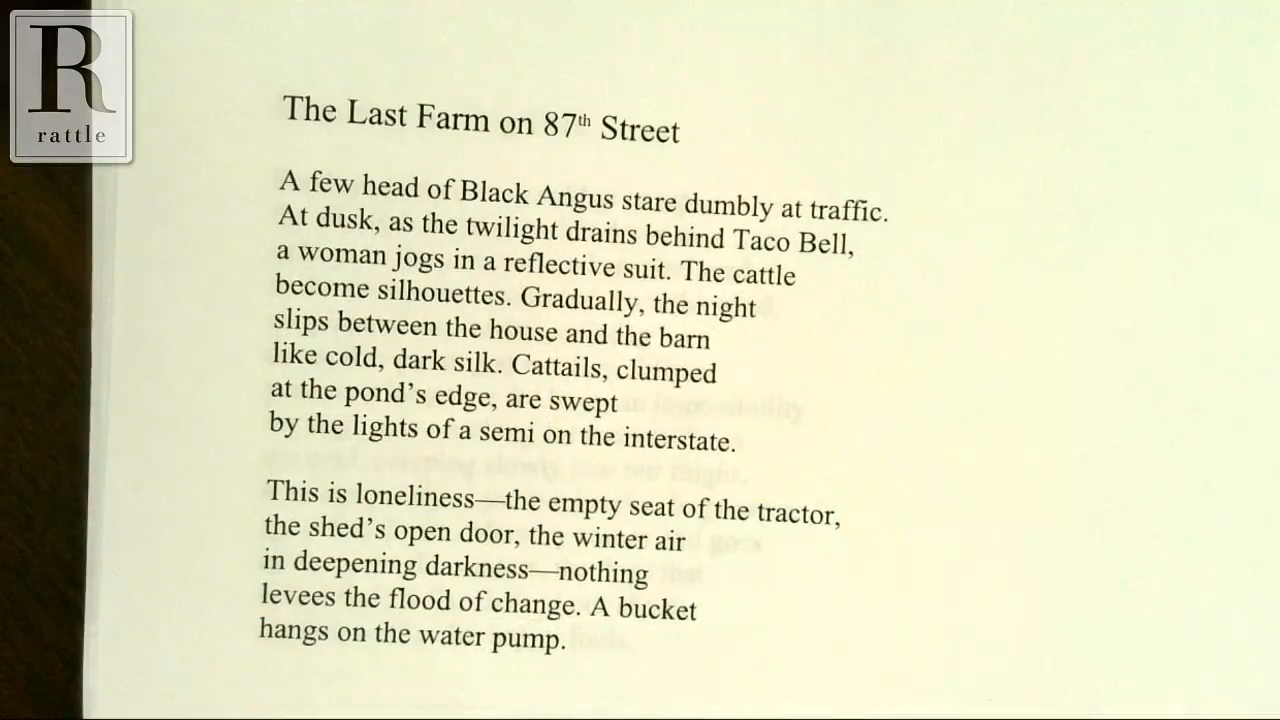 R
rattle
The Last Farm on 87th Street
A few head of Black Angus stare dumbly at traffic.
At dusk, as the twilight drains behind Taco Bell,
a woman jogs in a reflective suit. The cattle
become silhouettes. Gradually, the night
slips between the house and the barn
like cold, dark silk. Cattails, clumped
at the pond's edge, are swept
by the lights of a semi on the interstate.
This is loneliness—the empty seat of the tractor,
the shed's open door, the winter air
in deepening darkness—nothing
levees the flood of change. A bucket
hangs on the water pump.